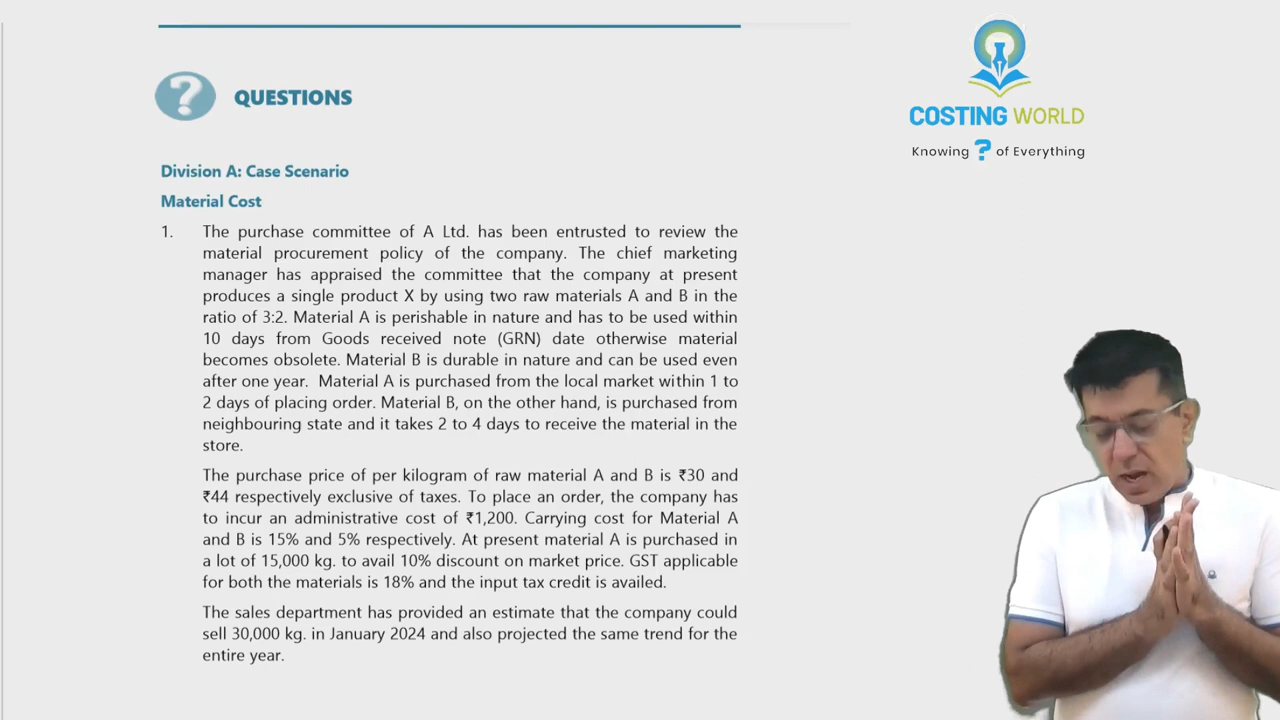 QUESTIONS
COSTING WORLD
Knowing ? of Everything
Division A: Case Scenario
Material Cost
1. The purchase committee of A Ltd. has been entrusted to review the
material procurement policy of the company. The chief marketing
manager has appraised the committee that the company at present
produces a single product X by using two raw materials A and B in the
ratio of 3:2. Material A is perishable in nature and has to be used within
10 days from Goods received note (GRN) date otherwise material
becomes obsolete. Material B is durable in nature and can be used even
after one year. Material A is purchased from the local market within 1 to
2 days of placing order. Material B, on the other hand, is purchased from
neighbouring state and it takes 2 to 4 days to receive the material in the
store.
The purchase price of per kilogram of raw material A and B is ₹30 and
₹44 respectively exclusive of taxes. To place an order, the company has
to incur an administrative cost of ₹1,200. Carrying cost for Material A
and B is 15% and 5% respectively. At present material A is purchased in
a lot of 15,000 kg. to avail 10% discount on market price. GST applicable
for both the materials is 18% and the input tax credit is availed.
The sales department has provided an estimate that the company could
sell 30,000 kg. in January 2024 and also projected the same trend for the
entire year.